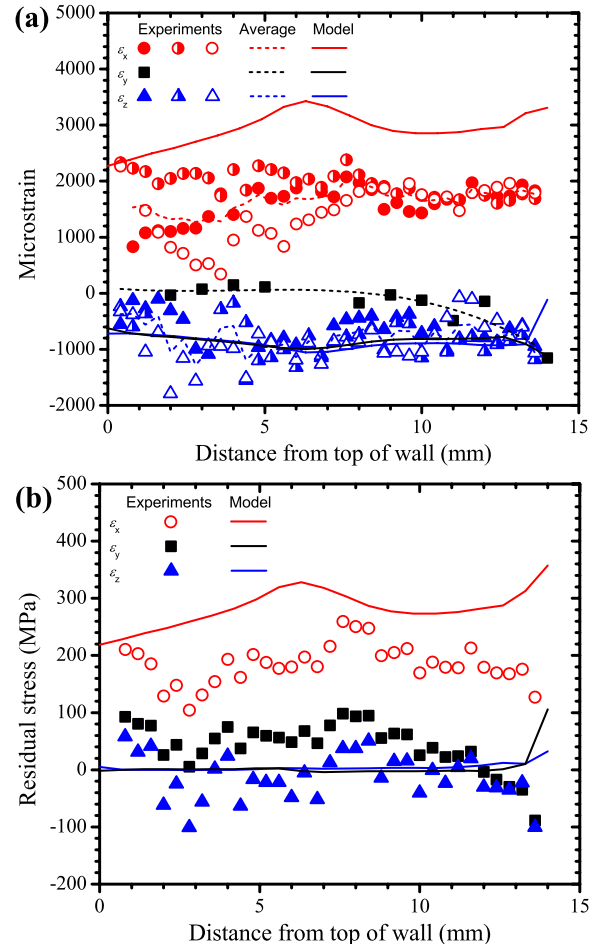 (a)
Experiments Average Model
εx
εy
εz
5000
4000
3000
2000
1000
0
-1000
-2000
Microstrain
0 5 10 15
Distance from top of wall (mm)
(b)
Experiments Model
εx
εy
εz
500
400
300
200
100
0
-100
-200
Residual stress (MPa)
0 5 10 15
Distance from top of wall (mm)